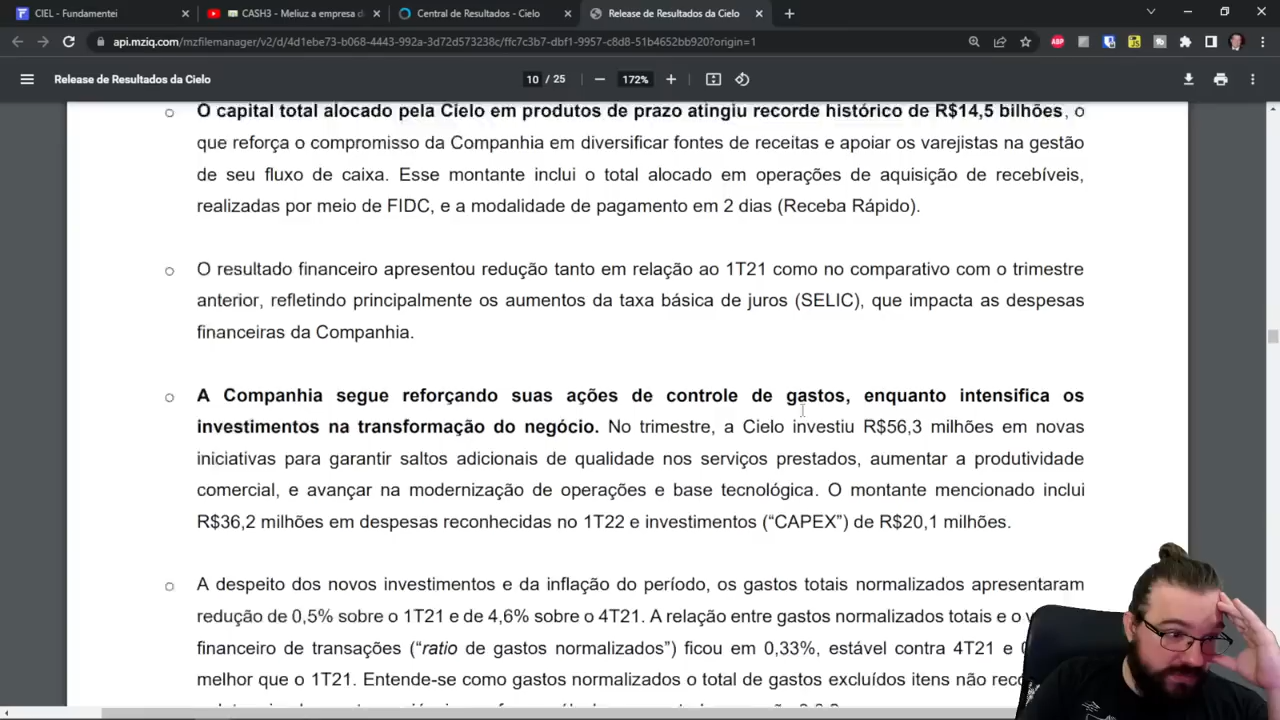 CIEL - Fundamentei
CASH3 - Meliuz a empresa d
Central de Resultados - Cielo
Release de Resultados da Cielo
api.mziq.com/mzfilemanager/v2/d/4d1ebe73-b068-4443-992a-3d72d573238c/ffc7c3b7-dbf1-9957-c8d8-51b4652bb920?origin=1
Release de Resultados da Cielo
10 / 25
172%
O capital total alocado pela Cielo em produtos de prazo atingiu recorde histórico de R$14,5 bilhões, o
que reforça o compromisso da Companhia em diversificar fontes de receitas e apoiar os varejistas na gestão
de seu fluxo de caixa. Esse montante inclui o total alocado em operações de aquisição de recebíveis,
realizadas por meio de FIDC, e a modalidade de pagamento em 2 dias (Receba Rápido).
O resultado financeiro apresentou redução tanto em relação ao 1T21 como no comparativo com o trimestre
anterior, refletindo principalmente os aumentos da taxa básica de juros (SELIC), que impacta as despesas
financeiras da Companhia.
A Companhia segue reforçando suas ações de controle de gastos, enquanto intensifica os
investimentos na transformação do negócio. No trimestre, a Cielo investiu R$56,3 milhões em novas
iniciativas para garantir saltos adicionais de qualidade nos serviços prestados, aumentar a produtividade
comercial, e avançar na modernização de operações e base tecnológica. O montante mencionado inclui
R$36,2 milhões em despesas reconhecidas no 1T22 e investimentos (“CAPEX”) de R$20,1 milhões.
A despeito dos novos investimentos e da inflação do período, os gastos totais normalizados apresentaram
redução de 0,5% sobre o 1T21 e de 4,6% sobre o 4T21. A relação entre gastos normalizados totais e o
financeiro de transações (“ratio de gastos normalizados”) ficou em 0,33%, estável contra 4T21 e
melhor que o 1T21. Entende-se como gastos normalizados o total de gastos excluídos itens não